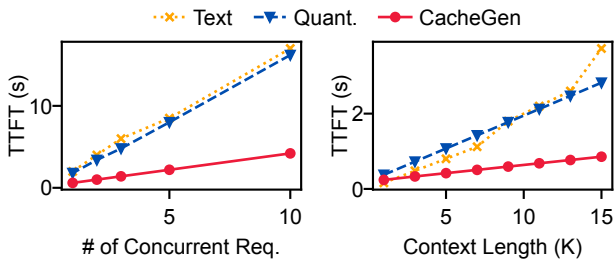 Text Quant. CacheGen
TTFT (s)
10
0
5 10
# of Concurrent Req.
TTFT (s)
2
0
5 10 15
Context Length (K)